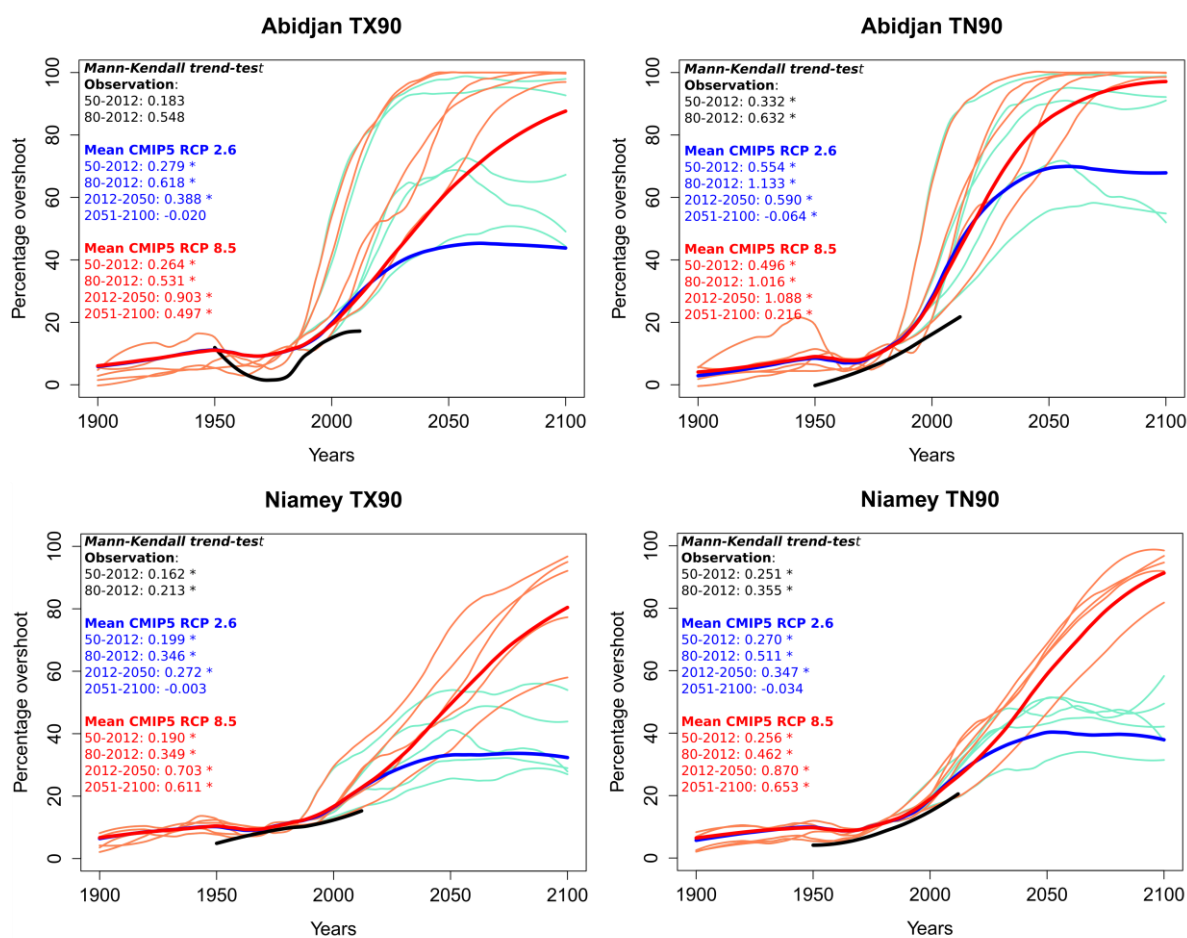 Abidjan TX90
Mann-Kendall trend-test
Observation:
50-2012: 0.183
80-2012: 0.548
Mean CMIP5 RCP 2.6
50-2012: 0.279 *
80-2012: 0.618 *
2012-2050: 0.388 *
2051-2100: -0.020
Mean CMIP5 RCP 8.5
50-2012: 0.264 *
80-2012: 0.531 *
2012-2050: 0.903 *
2051-2100: 0.497 *
Percentage overshoot
0
20
40
60
80
100
1900
1950
2000
2050
2100
Years
Abidjan TN90
Mann-Kendall trend-test
Observation:
50-2012: 0.332 *
80-2012: 0.632 *
Mean CMIP5 RCP 2.6
50-2012: 0.554 *
80-2012: 1.133 *
2012-2050: 0.590 *
2051-2100: -0.064 *
Mean CMIP5 RCP 8.5
50-2012: 0.496 *
80-2012: 1.016 *
2012-2050: 1.088 *
2051-2100: 0.216 *
Percentage overshoot
0
20
40
60
80
100
1900
1950
2000
2050
2100
Years
Niamey TX90
Mann-Kendall trend-test
Observation:
50-2012: 0.162 *
80-2012: 0.213 *
Mean CMIP5 RCP 2.6
50-2012: 0.199 *
80-2012: 0.346 *
2012-2050: 0.272 *
2051-2100: -0.003
Mean CMIP5 RCP 8.5
50-2012: 0.190 *
80-2012: 0.349 *
2012-2050: 0.703 *
2051-2100: 0.611 *
Percentage overshoot
0
20
40
60
80
100
1900
1950
2000
2050
2100
Years
Niamey TN90
Mann-Kendall trend-test
Observation:
50-2012: 0.251 *
80-2012: 0.355 *
Mean CMIP5 RCP 2.6
50-2012: 0.270 *
80-2012: 0.511 *
2012-2050: 0.347 *
2051-2100: -0.034
Mean CMIP5 RCP 8.5
50-2012: 0.256 *
80-2012: 0.462 *
2012-2050: 0.870 *
2051-2100: 0.653 *
Percentage overshoot
0
20
40
60
80
100
1900
1950
2000
2050
2100
Years